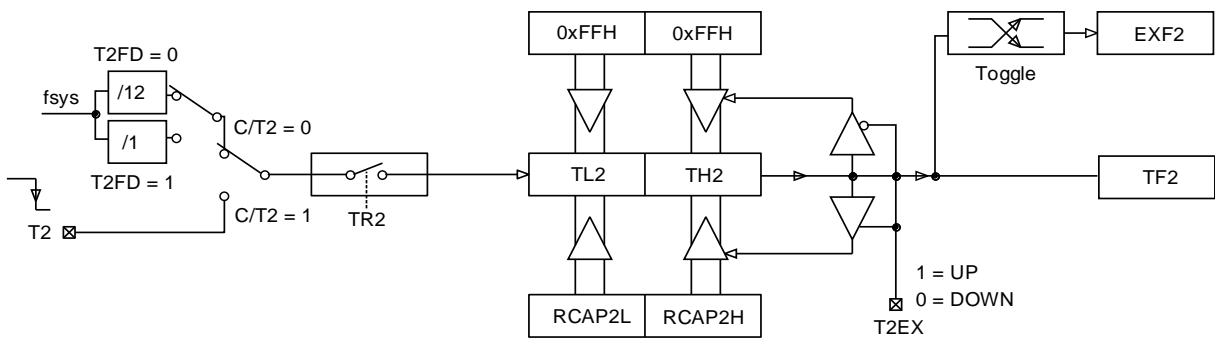 0xFFH 0xFFH
EXF2
Toggle
T2FD = 0
/12
fsys
C/T2 = 0
/1
T2FD = 1
TL2 TH2
TF2
C/T2 = 1
TR2
T2
1 = UP
0 = DOWN
RCAP2L RCAP2H
T2EX